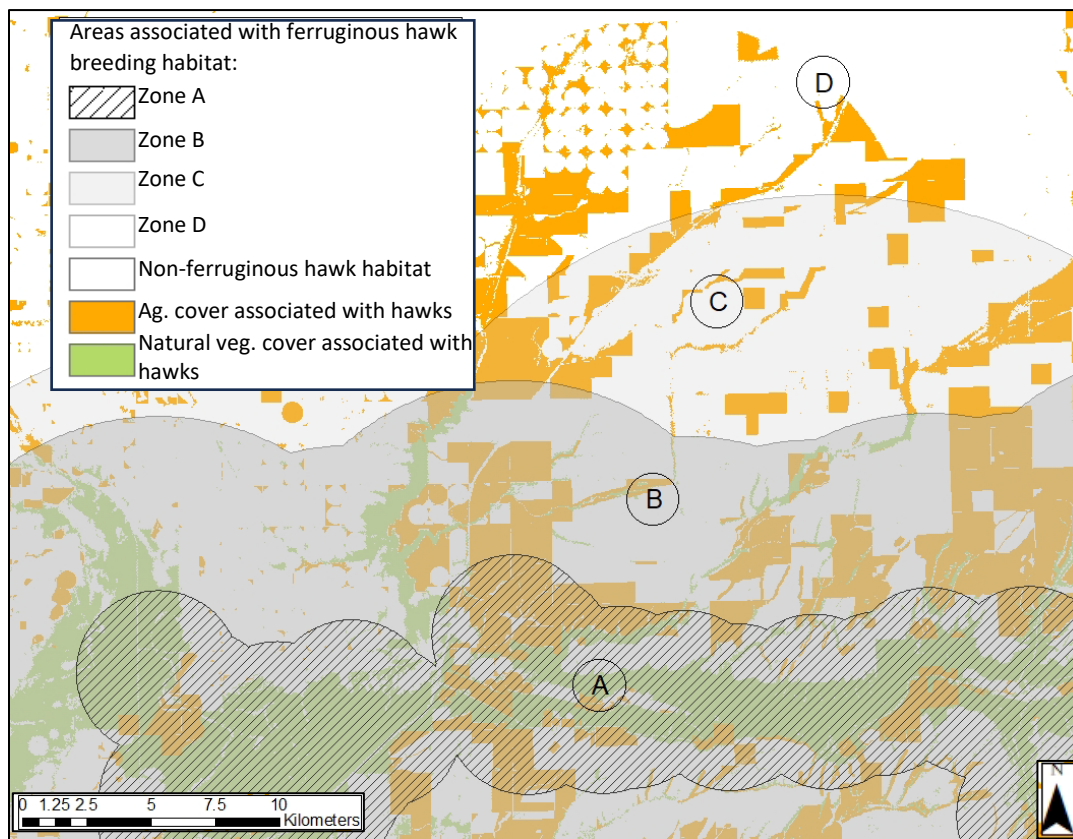 Areas associated with ferruginous hawk
breeding habitat:
Zone A
Zone B
Zone C
Zone D
Non-ferruginous hawk habitat
Ag. cover associated with hawks
Natural veg. cover associated with
hawks
D
C
B
A
0 1.25 2.5 5 7.5 10
Kilometers
N